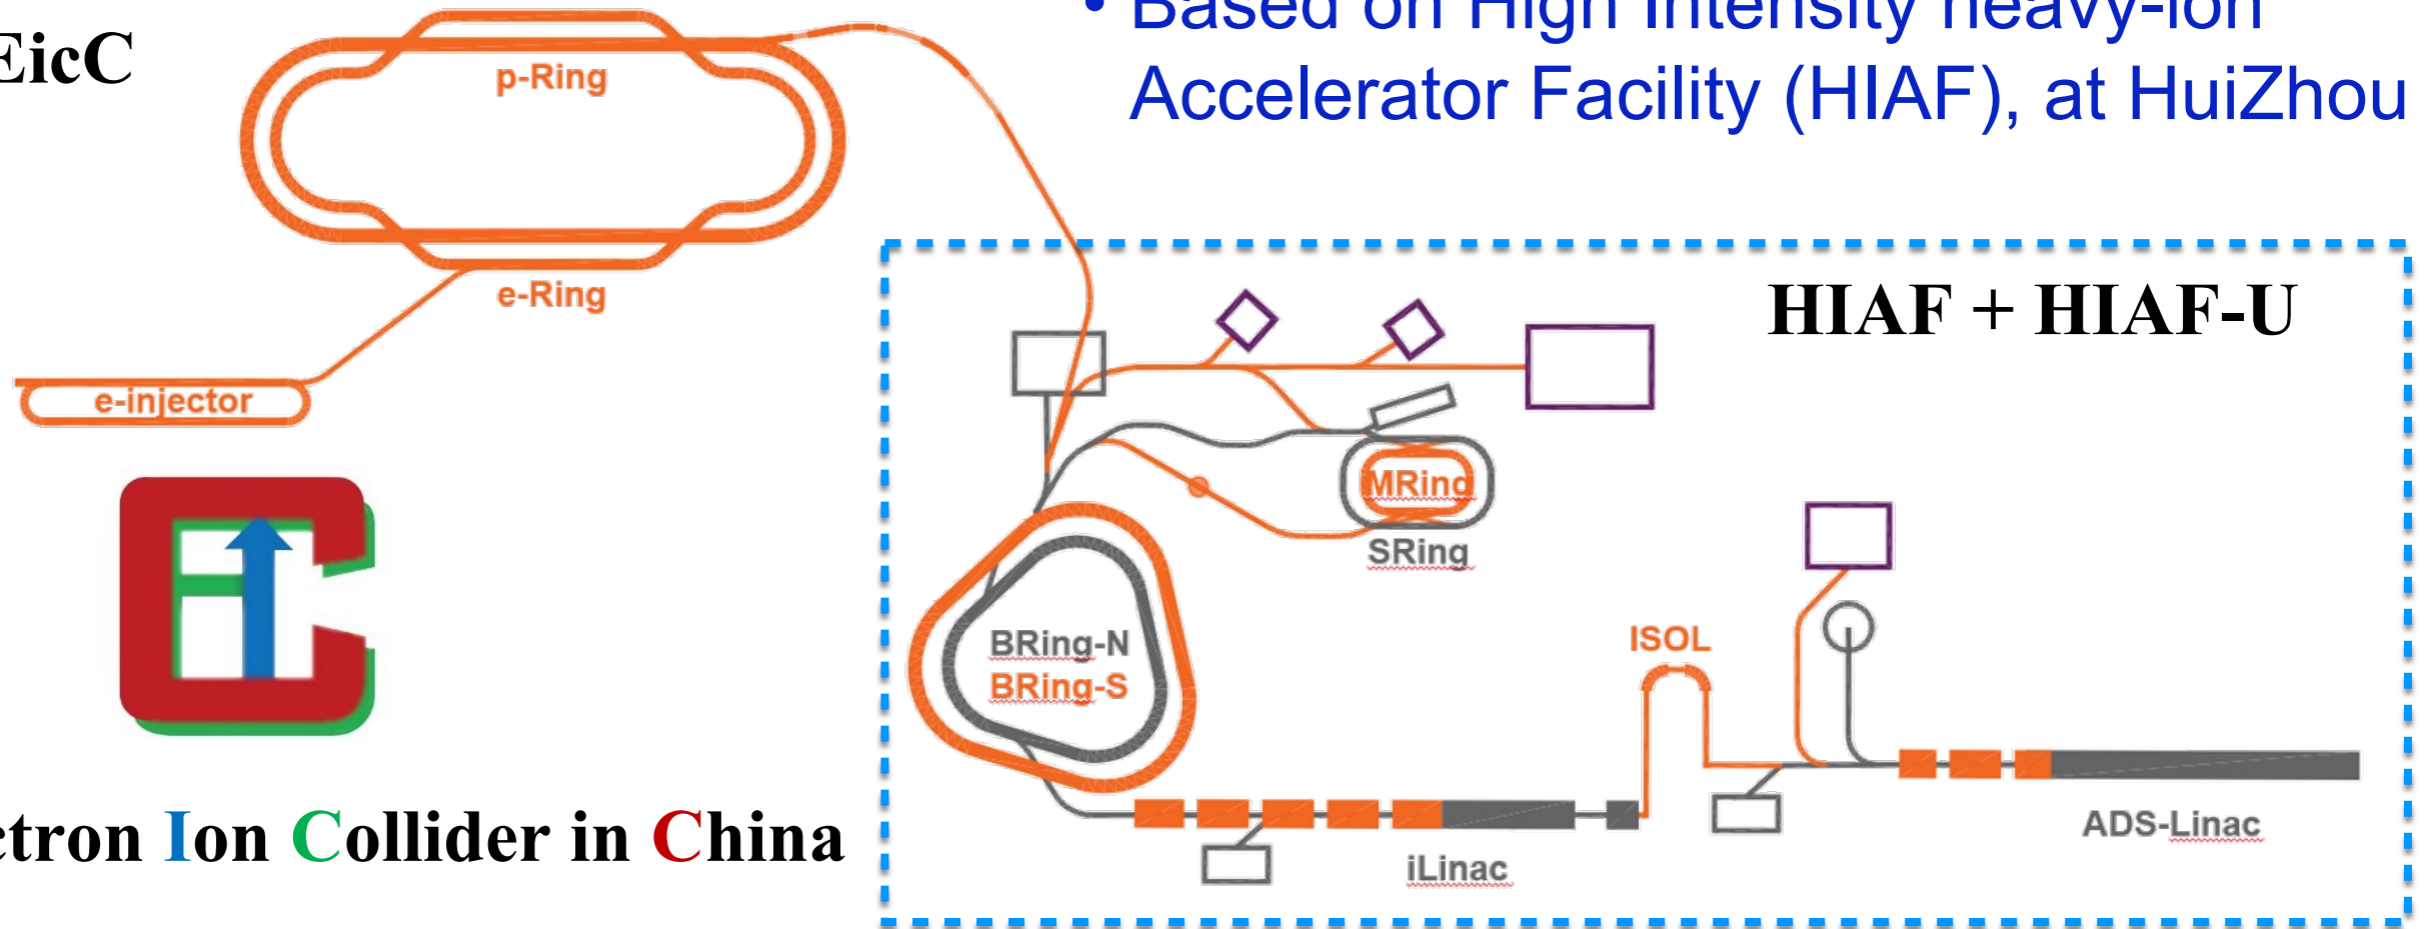 • Based on High Intensity heavy-ion
Accelerator Facility (HIAF), at HuiZhou
EicC
p-Ring
e-Ring
e-injector
HIAF + HIAF-U
MRing
SRing
BRing-N
BRing-S
ISOL
iLinac
ADS-Linac
ctron Ion Collider in China